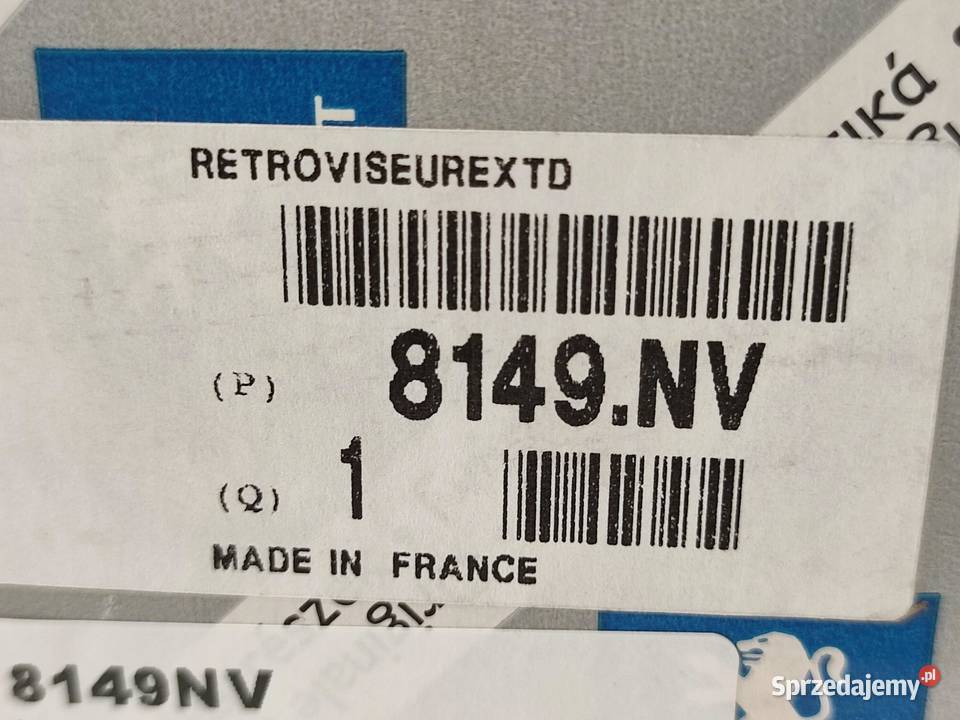 T
RETROVISEUREXTD
(P) 8149.NV
(Q) 1
MADE IN FRANCE
8149NV
Sprzedajemy.pl